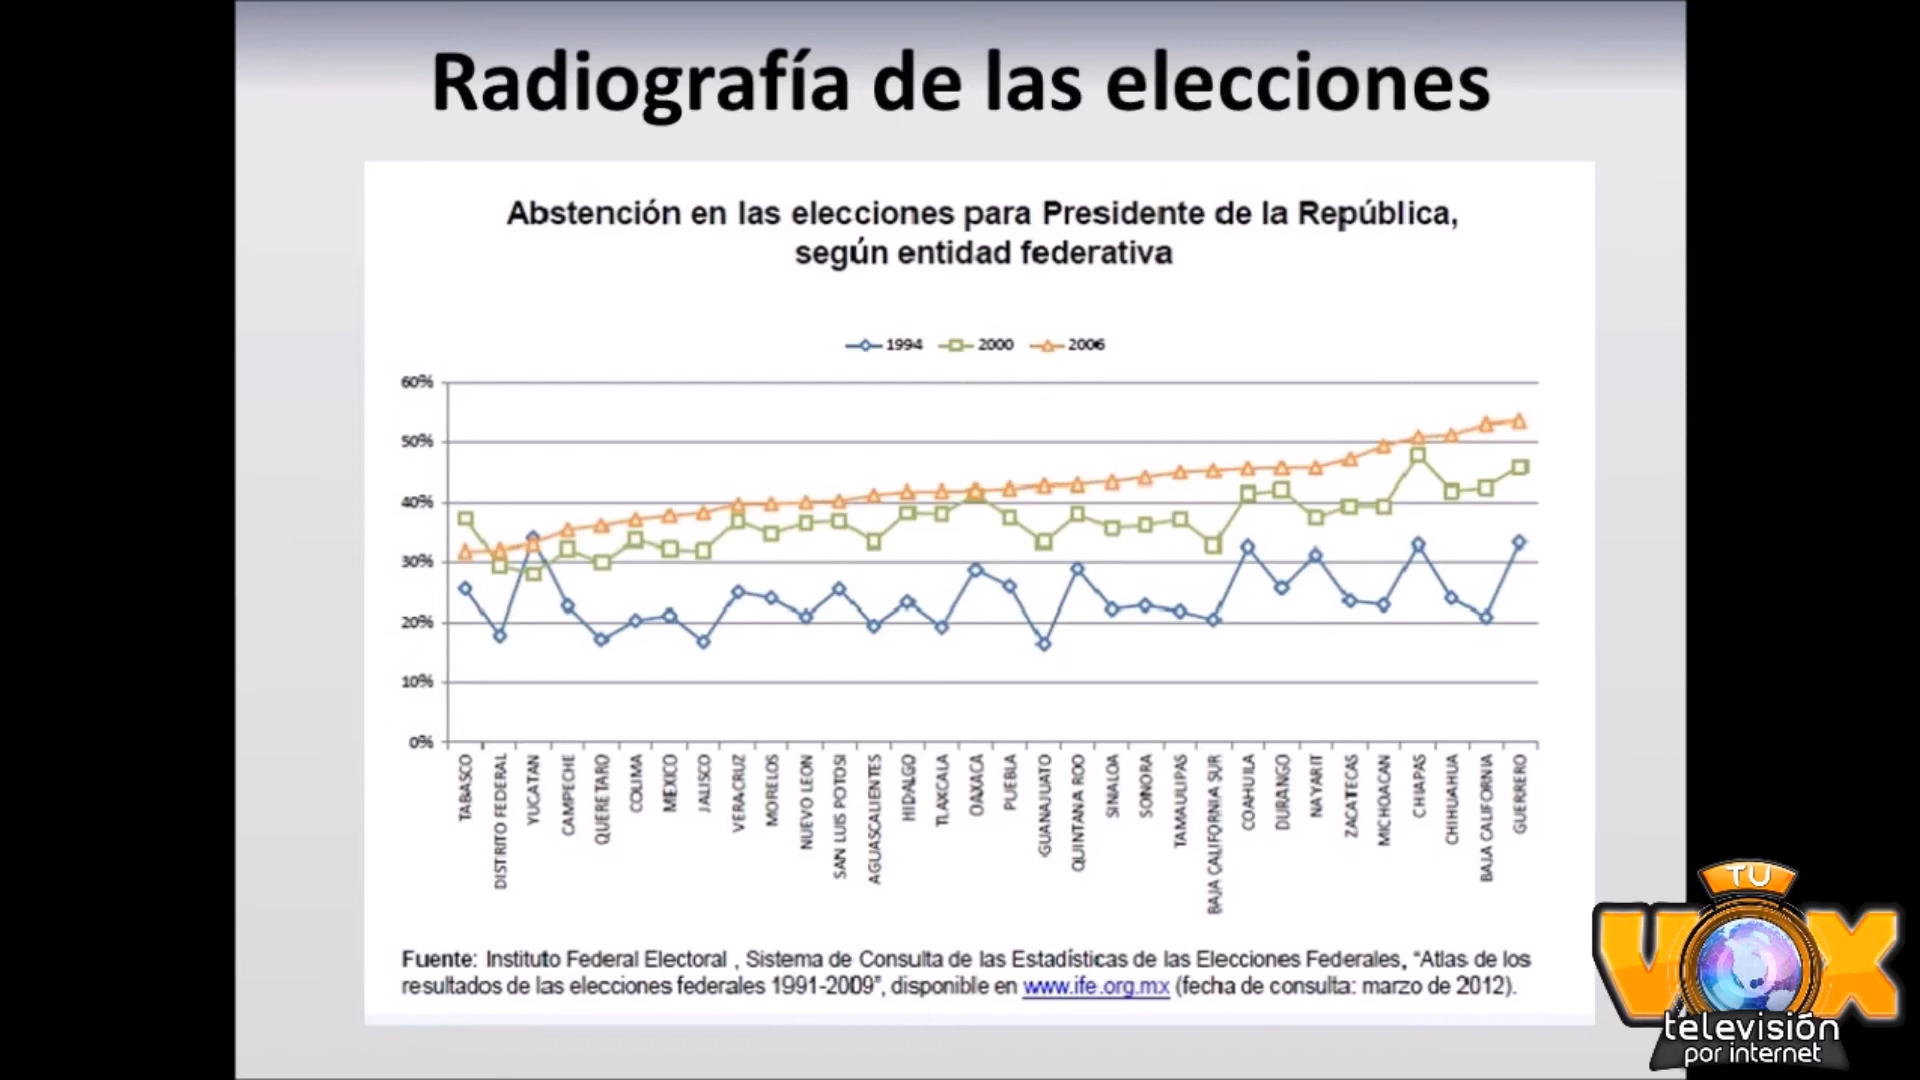 Radiografía de las elecciones
Abstención en las elecciones para Presidente de la República,
según entidad federativa
1994 2000 2006
60%
50%
40%
30%
20%
10%
0%
TABASCO
DISTRITO FEDERAL
YUCATAN
CAMPECHE
QUERETARO
COLIMA
MEXICO
JALISCO
VERACRUZ
MORELOS
NUEVO LEON
SAN LUIS POTOSI
AGUASCALIENTES
HIDALGO
TLAXCALA
OAXACA
PUEBLA
GUANAJUATO
QUINTANA ROO
SINALOA
SONORA
TAMAULIPAS
BAJA CALIFORNIA SUR
COAHUILA
DURANGO
NAYARIT
ZACATECAS
MICHOACAN
CHIAPAS
CHIHUAHUA
BAJA CALIFORNIA
GUERRERO
Fuente: Instituto Federal Electoral , Sistema de Consulta de las Estadísticas de las Elecciones Federales, “Atlas de los
resultados de las elecciones federales 1991-2009”, disponible en www.ife.org.mx (fecha de consulta: marzo de 2012).
TU
VOX
televisión
por internet